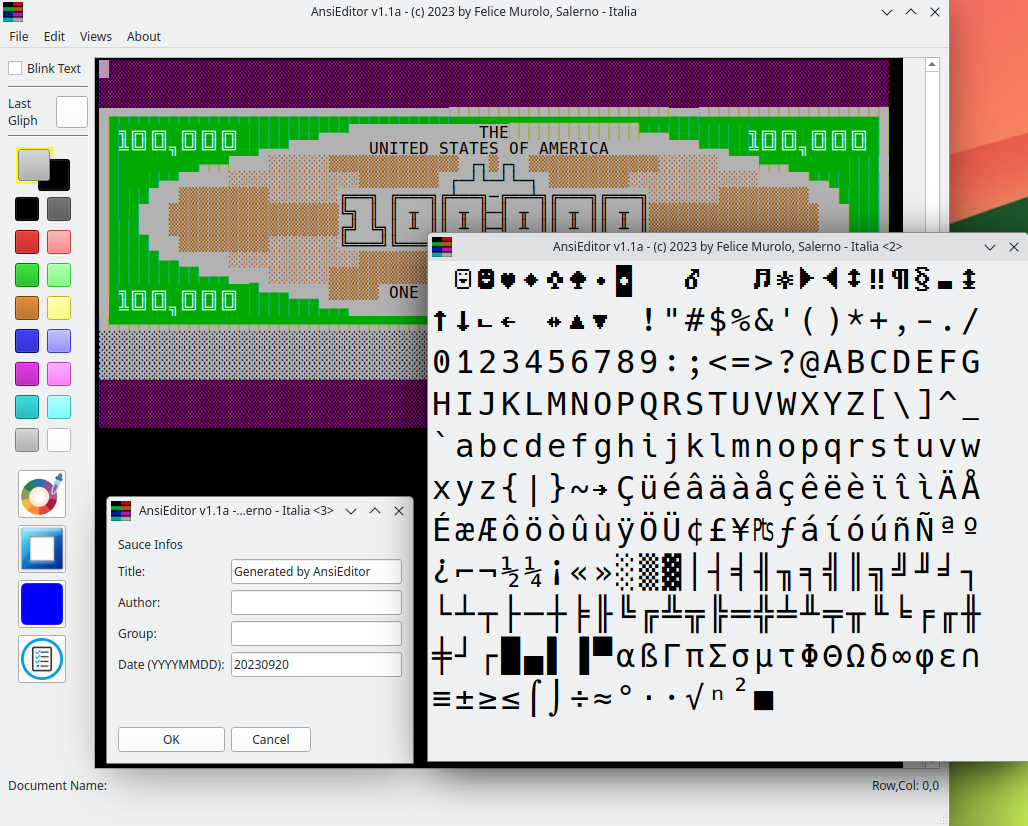 AnsiEditor v1.1a - (c) 2023 by Felice Murolo, Salerno - Italia
File Edit Views About
Blink Text
Last
Gliph
100,000 THE 100,000
UNITED STATES OF AMERICA
100,000 ONE
AnsiEditor v1.1a - (c) 2023 by Felice Murolo, Salerno - Italia <2>
☺☻♥♦♣♠•◘ ♂ ♫☼►◄↕‼¶§▬↨
↑↓∟← ↔▲▼ !"#$%&'()*+,-./
0123456789:;<=>?@ABCDEFG
HIJKLMNOPQRSTUVWXYZ[\]^_
`abcdefghijklmnopqrstuvw
xyz{|}~→ÇüéâäàåçêëèïîìÄÅ
ÉæÆôöòûùÿÖÜ¢£¥₧ƒáíóúñÑªº
¿⌐¬½¼¡«»░▒▓│┤╡╢╖╕╣║╗╝╜╛┐
└┴┬├─┼╞╟╚╔╩╦╠═╬╧╨╤╥╙╘╒╓╫
╪┘┌█▄▌▐▀αßΓπΣσµτΦΘΩδ∞φε∩
≡±≥≤⌠⌡÷≈°∙·√ⁿ²■
AnsiEditor v1.1a -...erno - Italia <3>
Sauce Infos
Title: Generated by AnsiEditor
Author:
Group:
Date (YYYYMMDD): 20230920
OK Cancel
Document Name: Row,Col: 0,0